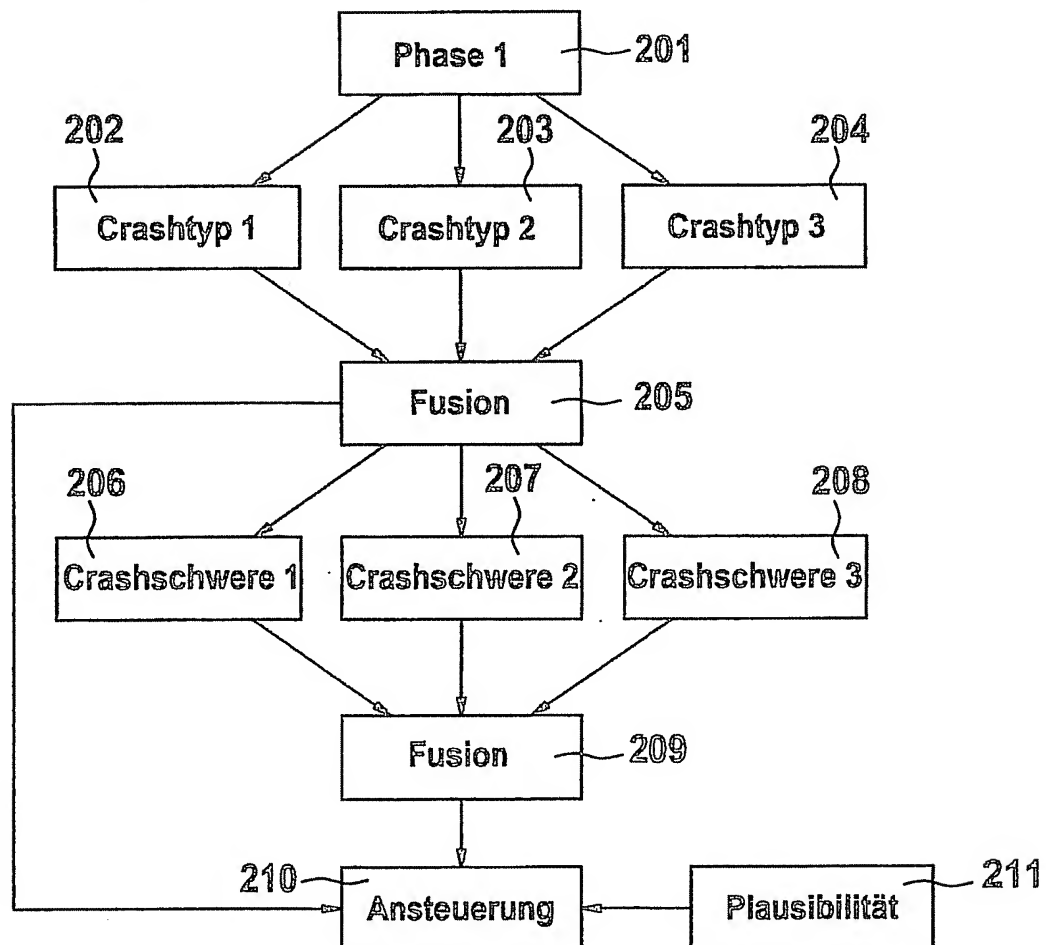 Phase 1
201
202
203
204
Crashtyp 1
Crashtyp 2
Crashtyp 3
Fusion
205
206
207
208
Crashschwere 1
Crashschwere 2
Crashschwere 3
Fusion
209
210
Ansteuerung
Plausibilität
211